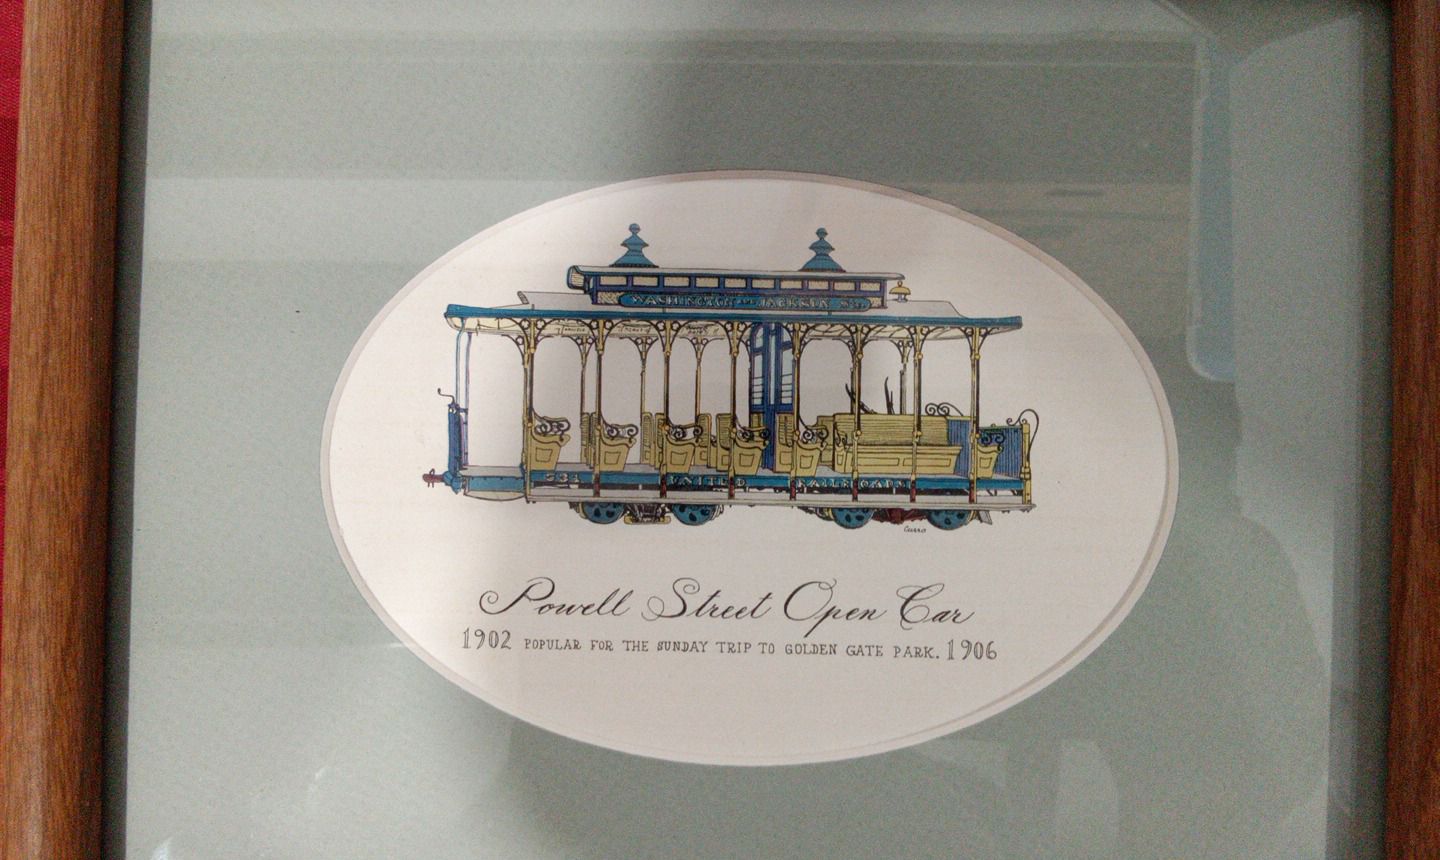 WASHINGTON AND JACKSON STS.
UNITED RAILROADS
Curro
Powell Street Open Car
1902 POPULAR FOR THE SUNDAY TRIP TO GOLDEN GATE PARK. 1906